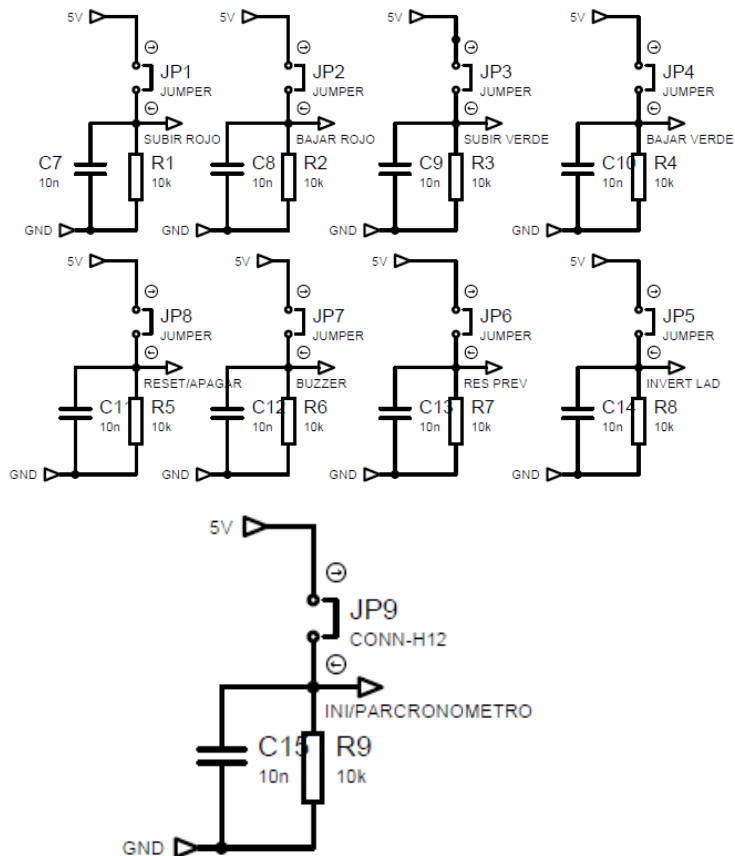 5V
JP1
JUMPER
SUBIR ROJO
C7
10n
R1
10k
GND
5V
JP2
JUMPER
BAJAR ROJO
C8
10n
R2
10k
GND
5V
JP3
JUMPER
SUBIR VERDE
C9
10n
R3
10k
GND
5V
JP4
JUMPER
BAJAR VERDE
C10
10n
R4
10k
GND
5V
JP8
JUMPER
RESET/APAGAR
C11
10n
R5
10k
GND
5V
JP7
JUMPER
BUZZER
C12
10n
R6
10k
GND
5V
JP6
JUMPER
RES PREV
C13
10n
R7
10k
GND
5V
JP5
JUMPER
INVERT LAD
C14
10n
R8
10k
GND
5V
JP9
CONN-H12
INI/PARCRONOMETRO
C15
10n
R9
10k
GND